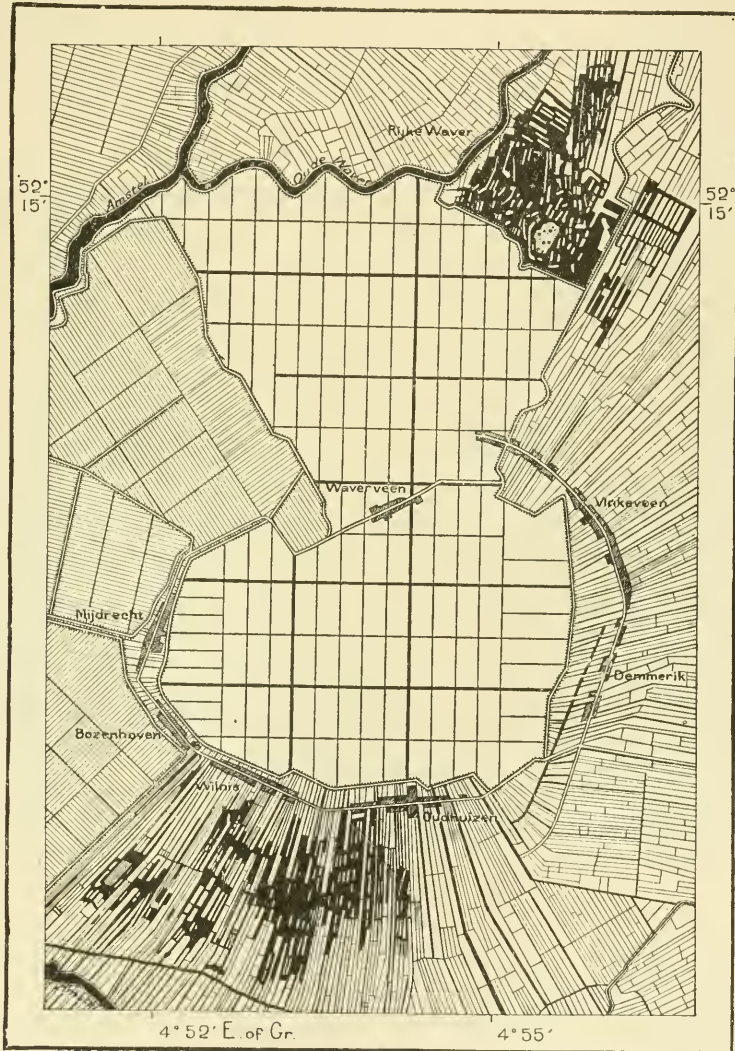 Rijke Waver
Oude Waver
Amstel
52°
15′
52°
15′
Waverveen
Vinkeveen
Mijdrecht
Demmerik
Bozenhoven
Wilnis
Oudhuizen
4° 52′ E. of Gr.
4° 55′